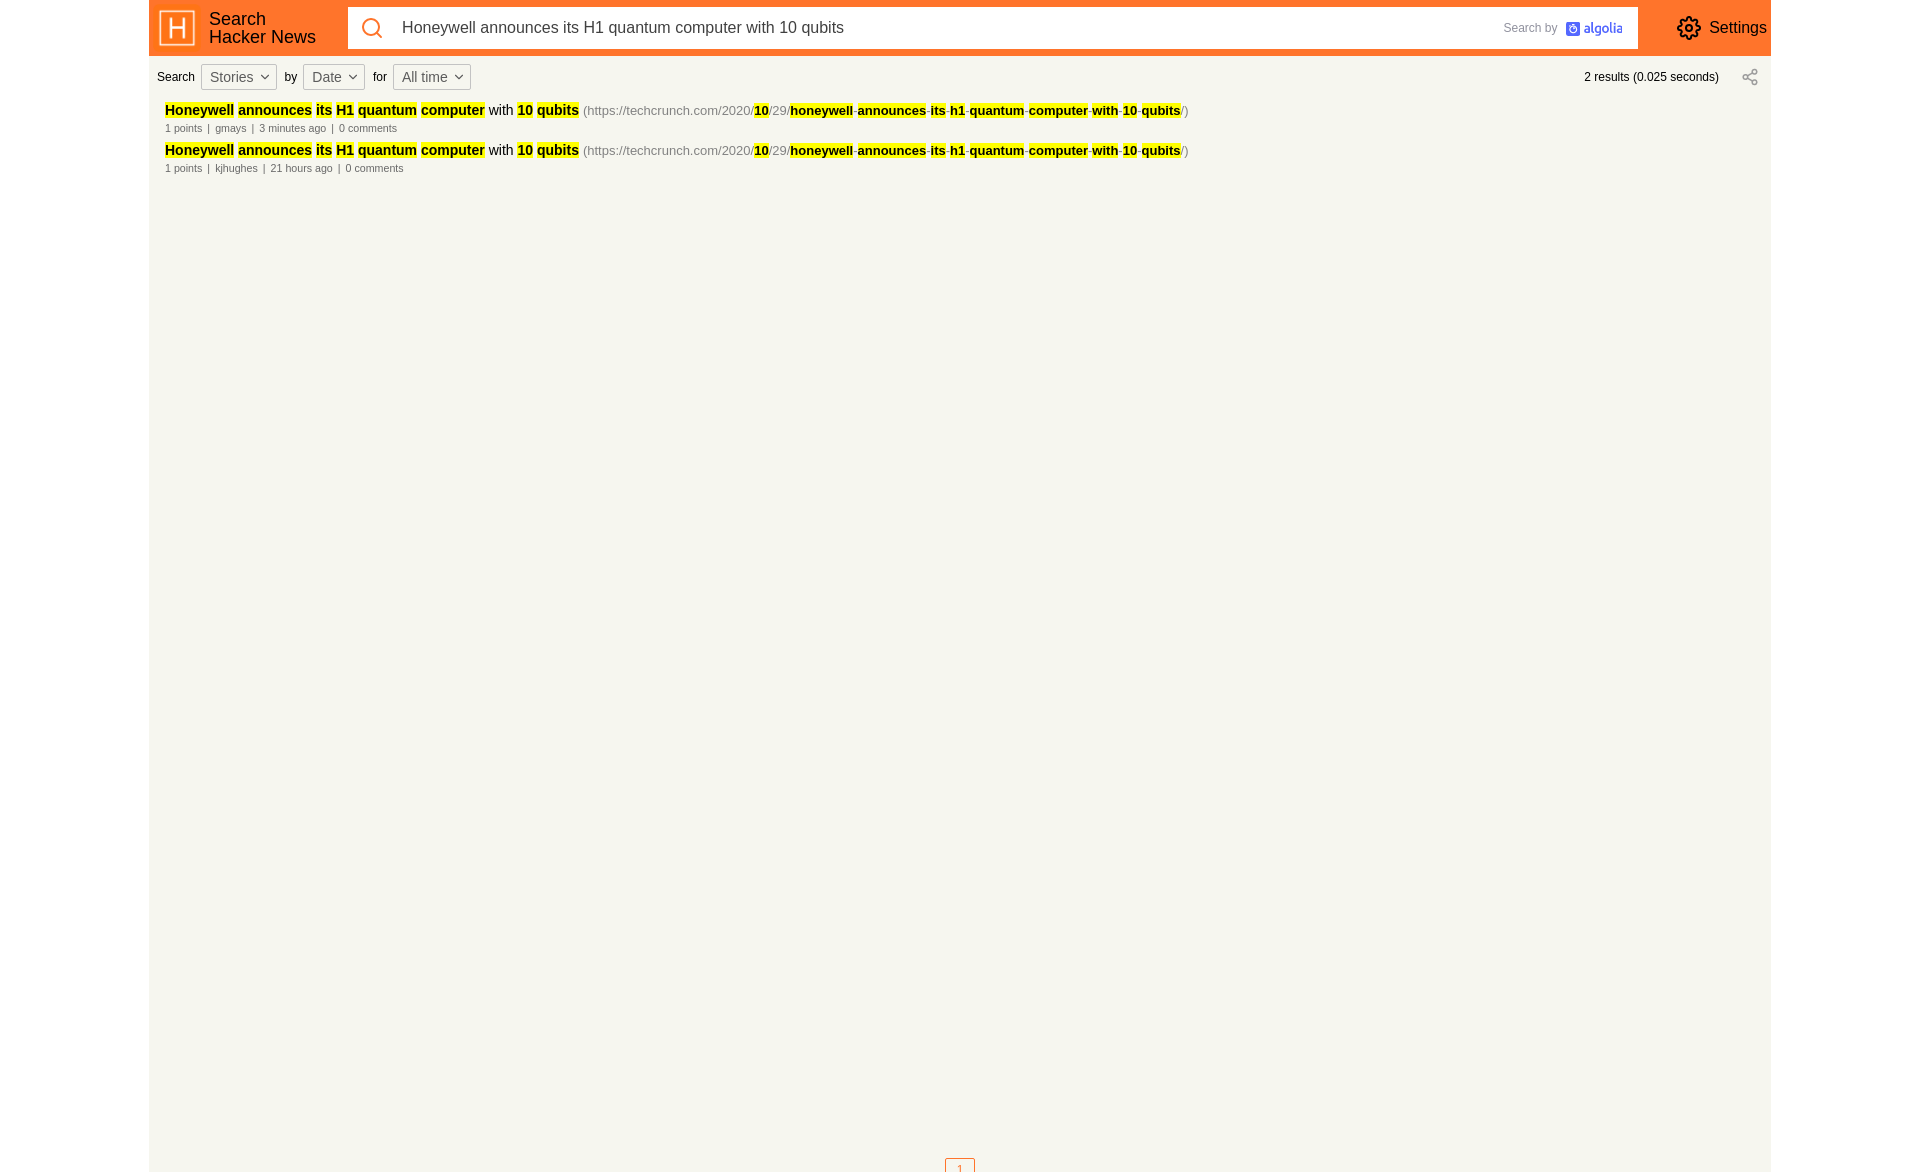 Search
Hacker News
Honeywell announces its H1 quantum computer with 10 qubits
Search by algolia
Settings
Search Stories by Date for All time
2 results (0.025 seconds)
Honeywell announces its H1 quantum computer with 10 qubits (https://techcrunch.com/2020/10/29/honeywell-announces-its-h1-quantum-computer-with-10-qubits/)
1 points | gmays | 3 minutes ago | 0 comments
Honeywell announces its H1 quantum computer with 10 qubits (https://techcrunch.com/2020/10/29/honeywell-announces-its-h1-quantum-computer-with-10-qubits/)
1 points | kjhughes | 21 hours ago | 0 comments
1